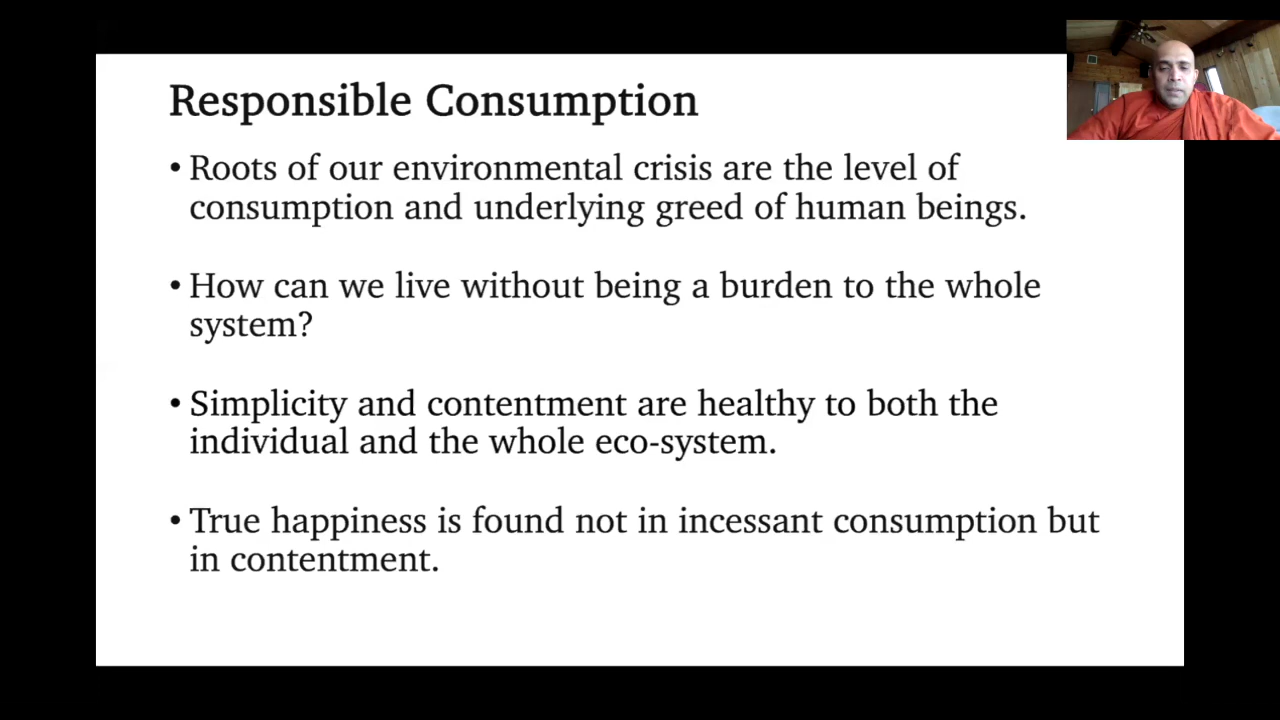 Responsible Consumption
• Roots of our environmental crisis are the level of
consumption and underlying greed of human beings.
• How can we live without being a burden to the whole
system?
• Simplicity and contentment are healthy to both the
individual and the whole eco-system.
• True happiness is found not in incessant consumption but
in contentment.